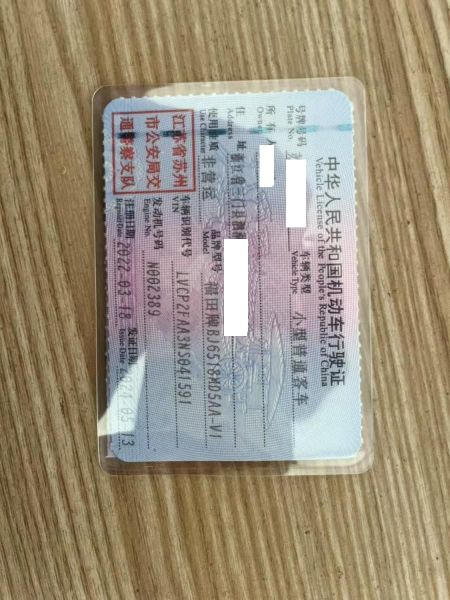 中华人民共和国机动车行驶证
Vehicle License of the People's Republic of China
号牌号码
Plate No.
车辆类型 小型普通客车
Vehicle Type
所有人
Owner
住址
Address
使用性质 非营运
Use Character
品牌型号 福田牌BJ6518MD5AA-V1
Model
江苏省苏州
市公安局交
通警察支队
车辆识别代号 LVCP2FAA3NS041591
VIN
发动机号码 N002389
Engine No.
注册日期 2022-03-18
Register Date
发证日期
Issue Date